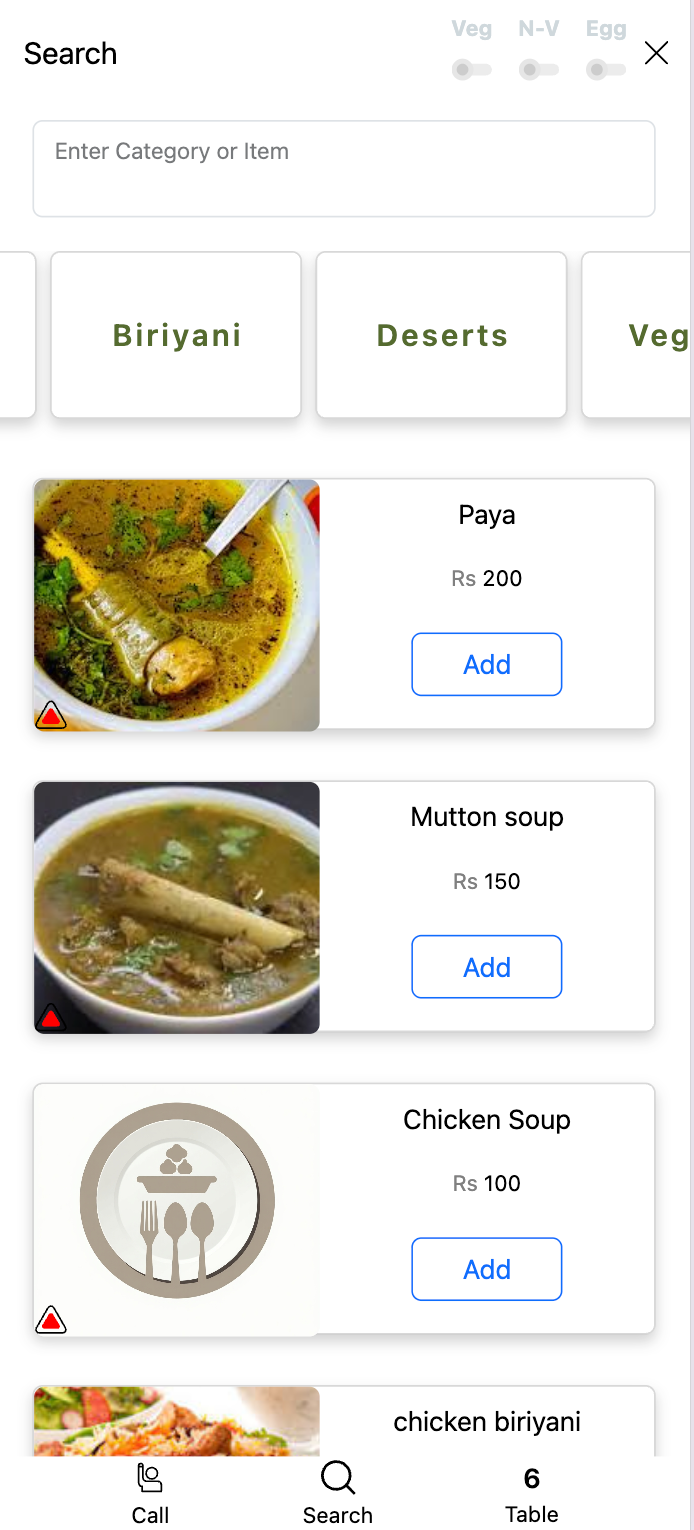 Veg N-V Egg
Search
Enter Category or Item
Biriyani Deserts Veg
Paya
Rs 200
Add
Mutton soup
Rs 150
Add
Chicken Soup
Rs 100
Add
chicken biriyani
6
Call Search Table